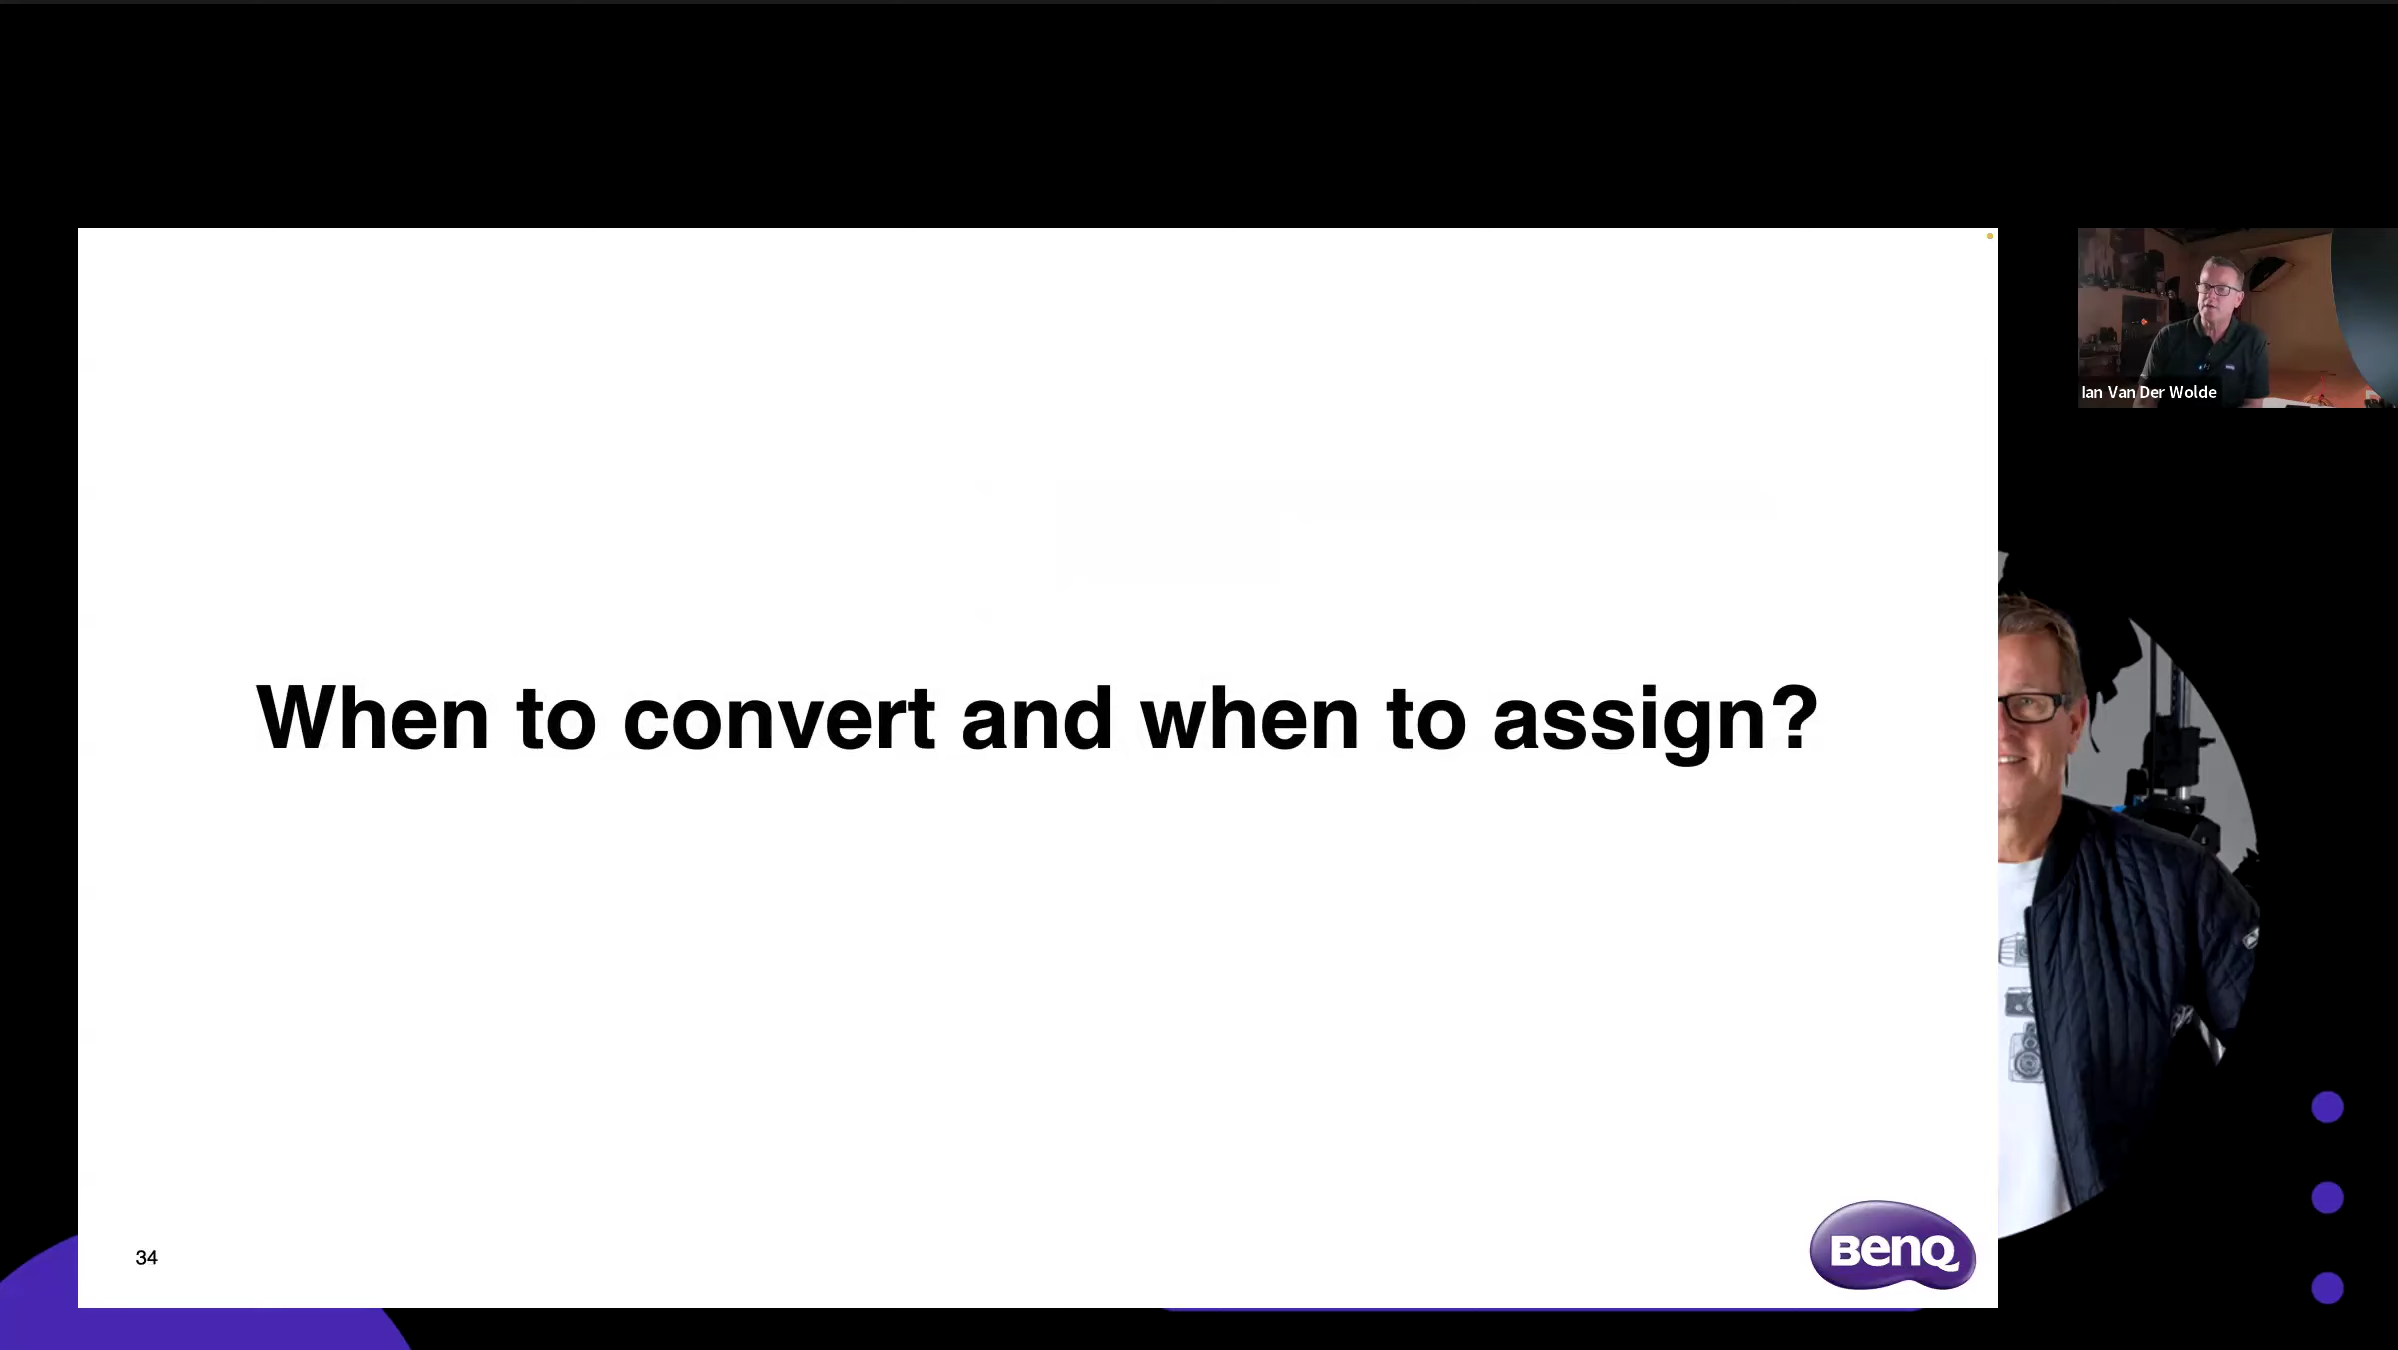 Ian Van Der Wolde
When to convert and when to assign?
34
BenQ